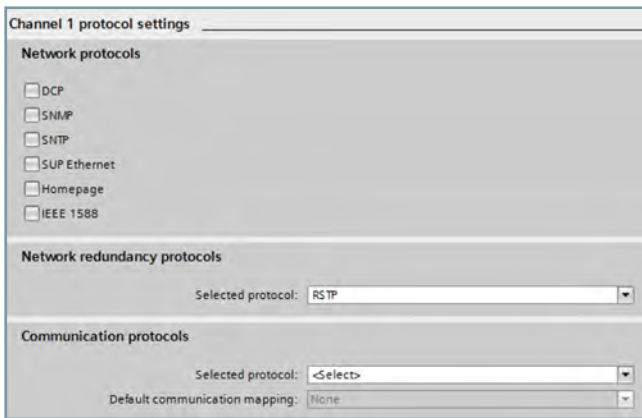 Channel 1 protocol settings
Network protocols
DCP
SNMP
SNTP
SUP Ethernet
Homepage
IEEE 1588
Network redundancy protocols
Selected protocol: RSTP
Communication protocols
Selected protocol: <Select>
Default communication mapping: None